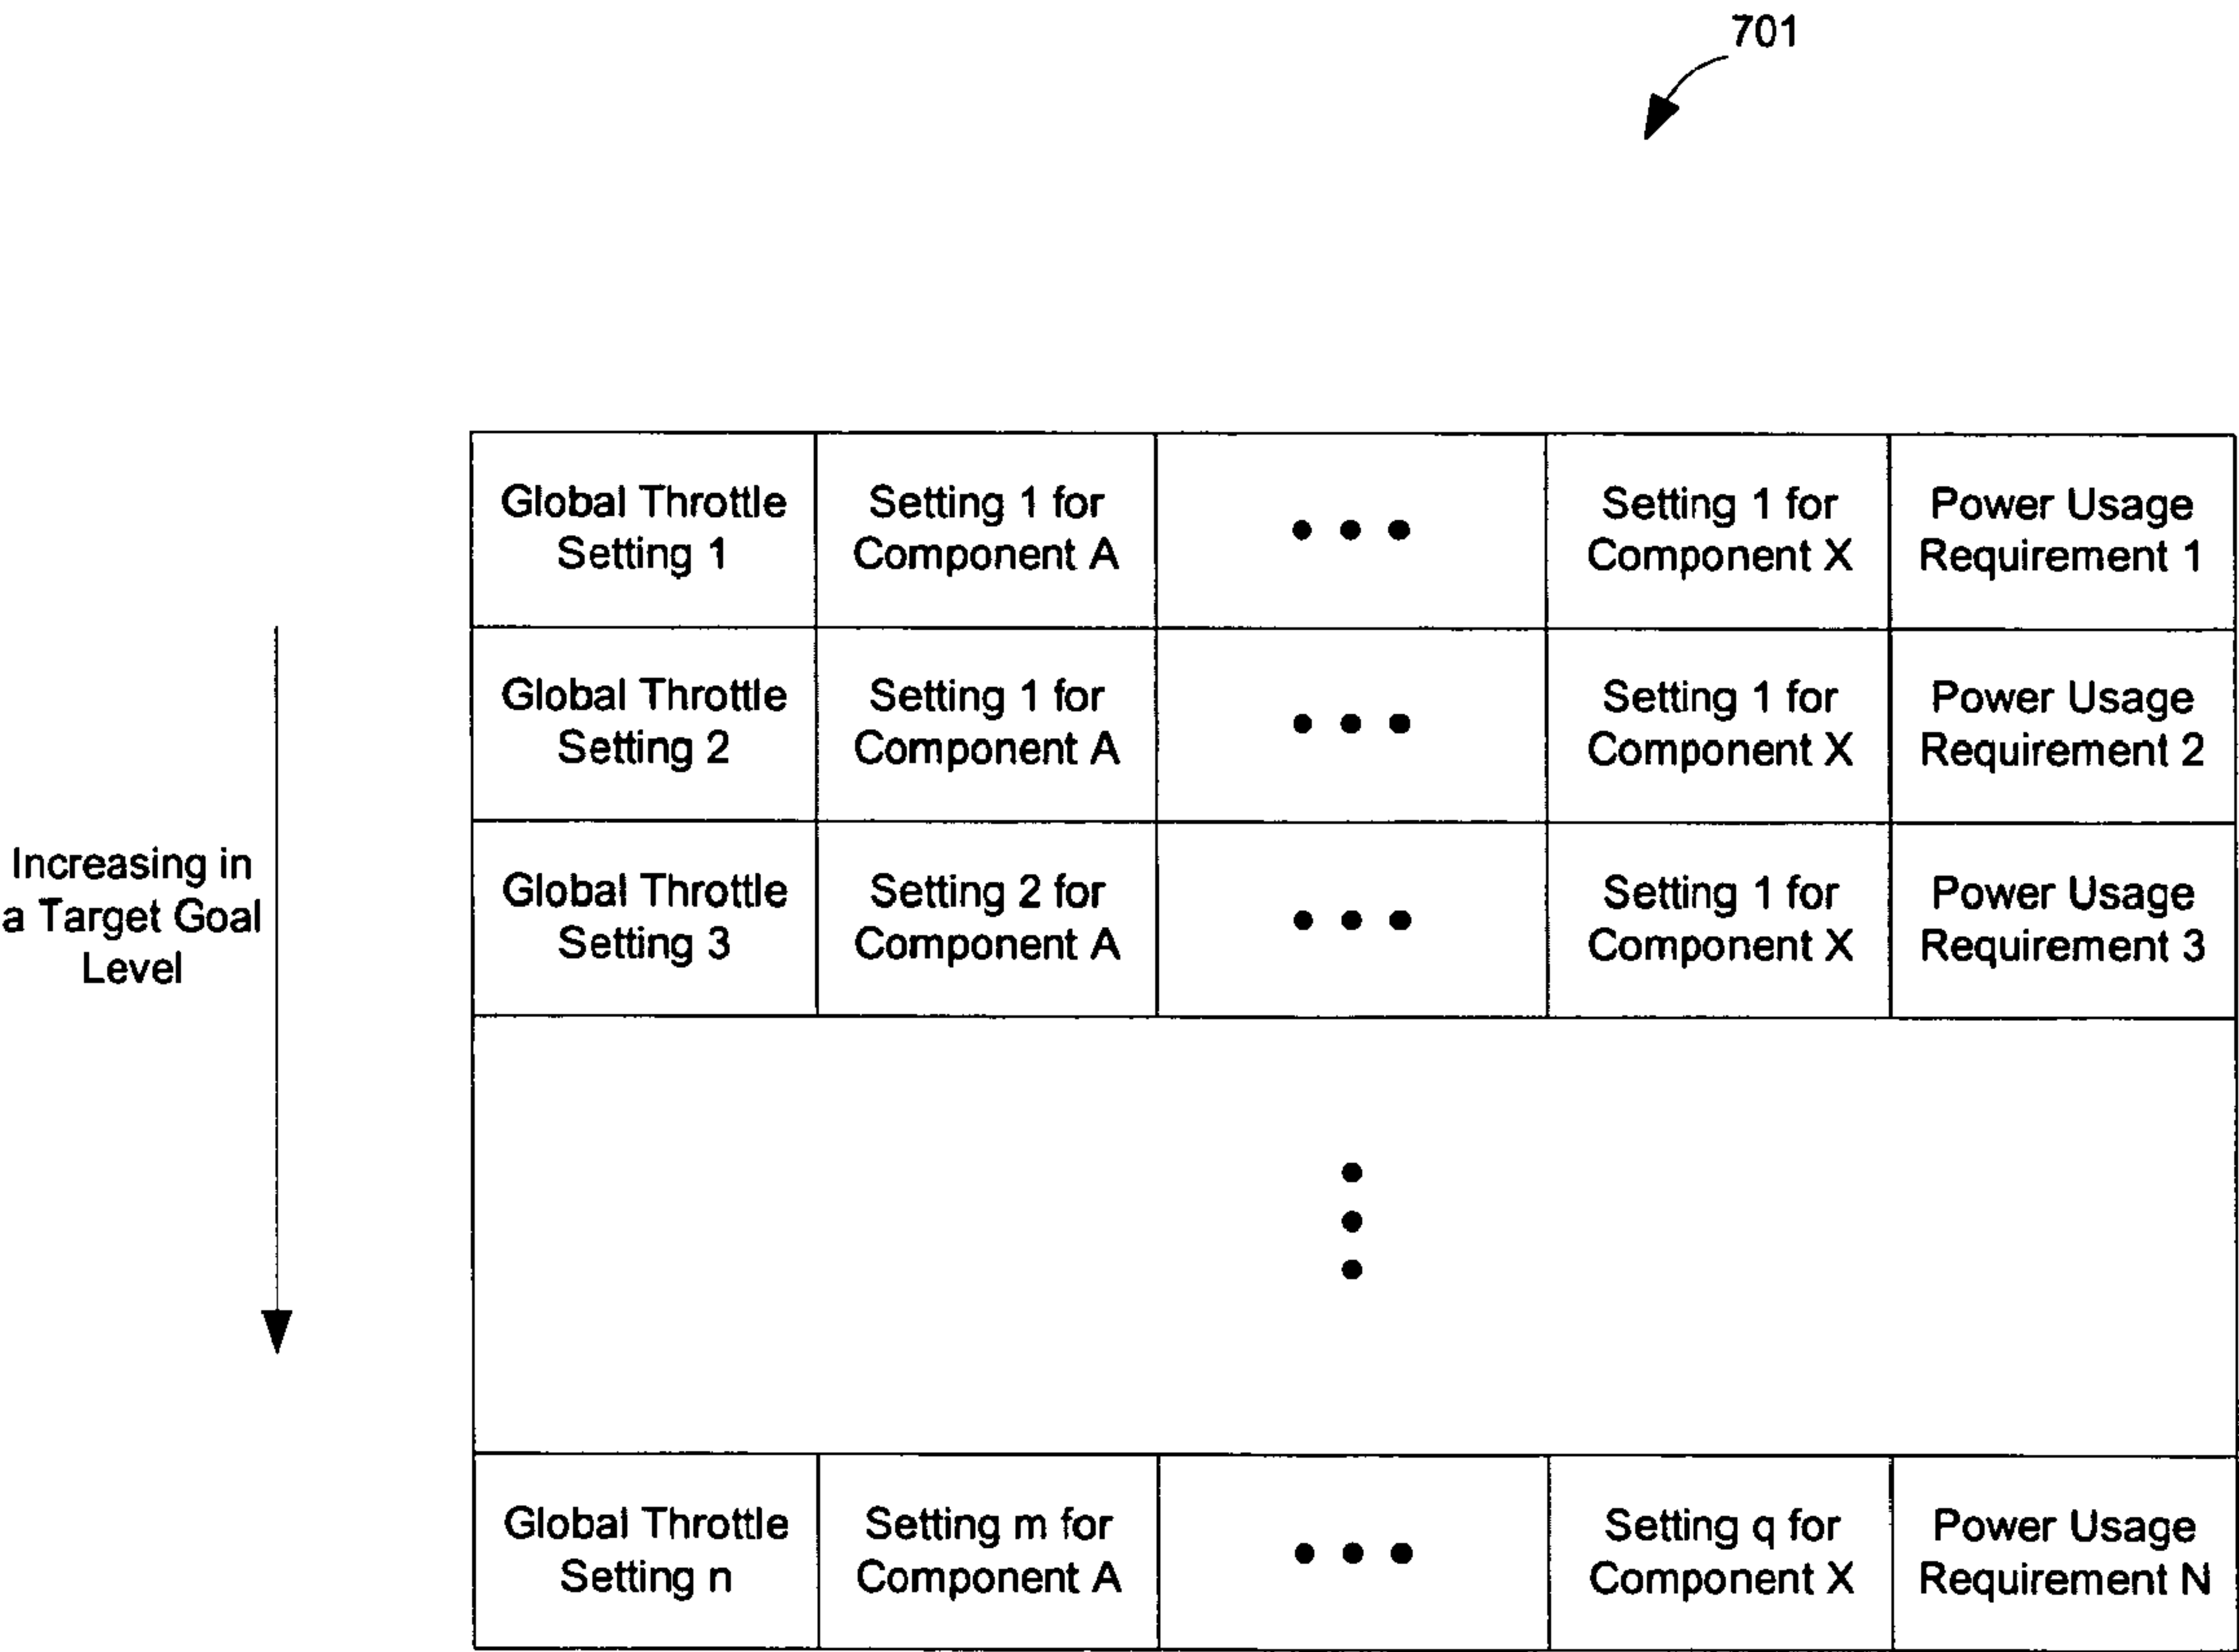 701
Global Throttle
Setting 1
Setting 1 for
Component A
Setting 1 for
Component X
Power Usage
Requirement 1
Global Throttle
Setting 2
Setting 1 for
Component A
Setting 1 for
Component X
Power Usage
Requirement 2
Increasing in
a Target Goal
Level
Global Throttle
Setting 3
Setting 2 for
Component A
Setting 1 for
Component X
Power Usage
Requirement 3
Global Throttle
Setting n
Setting m for
Component A
Setting q for
Component X
Power Usage
Requirement N